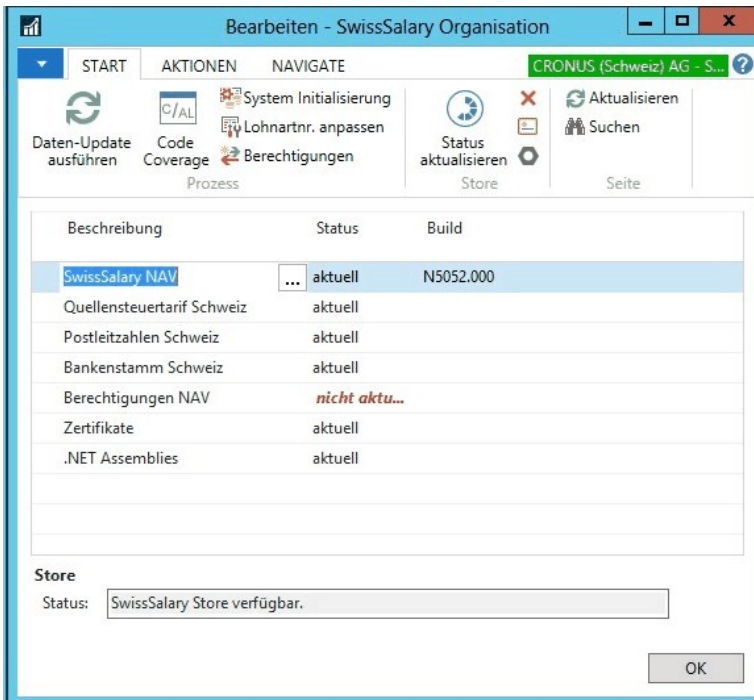 Bearbeiten - SwissSalary Organisation
START AKTIONEN NAVIGATE CRONUS (Schweiz) AG - S... ?
Daten-Update ausführen
C/AL
Code Coverage
System Initialisierung
Lohnartnr. anpassen
Berechtigungen
Prozess
Status aktualisieren
Store
Aktualisieren
Suchen
Seite
Beschreibung Status Build
SwissSalary NAV ... aktuell N5052.000
Quellensteuertarif Schweiz aktuell
Postleitzahlen Schweiz aktuell
Bankenstamm Schweiz aktuell
Berechtigungen NAV nicht aktu...
Zertifikate aktuell
.NET Assemblies aktuell
Store
Status: SwissSalary Store verfügbar.
OK